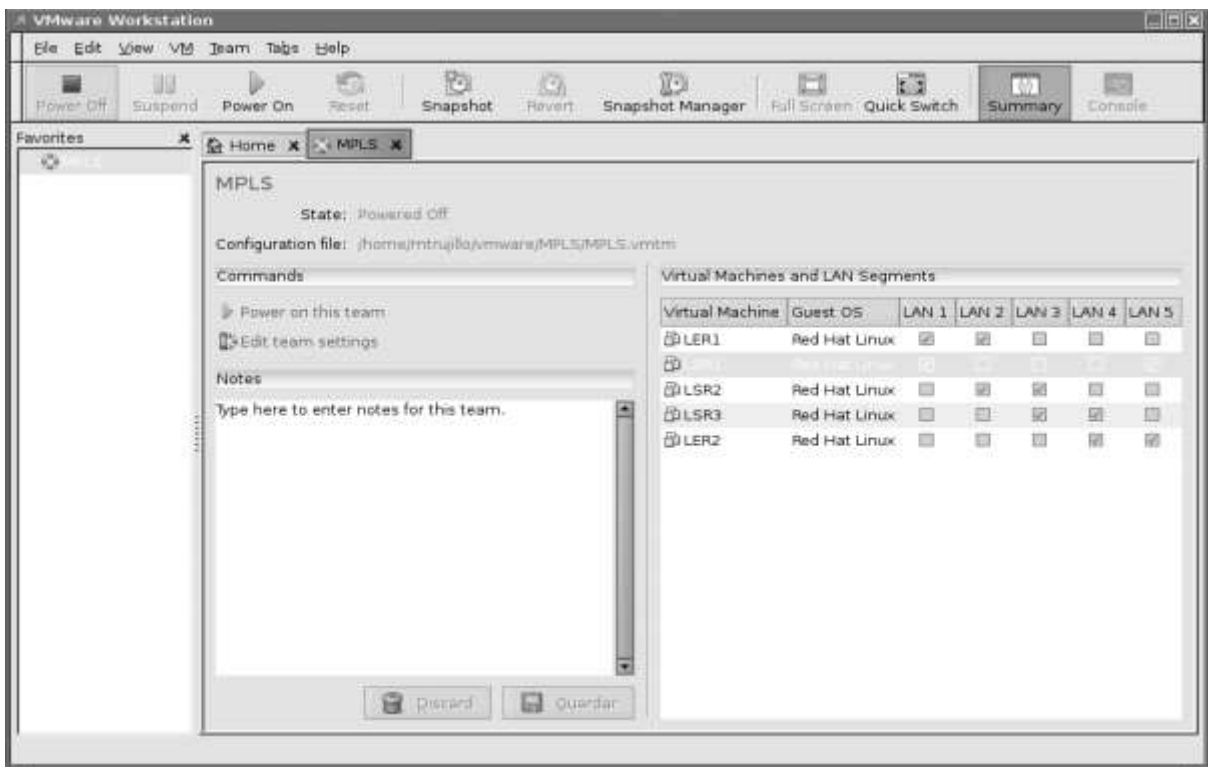 VMware Workstation
File Edit View VM Team Tabs Help
Power Off Suspend Power On Reset Snapshot Revert Snapshot Manager Full Screen Quick Switch Summary Console
Favorites
Home MPLS
MPLS
State: Powered Off
Configuration file: /home/mtrujillo/vmware/MPLS/MPLS.vmtm
Commands
Power on this team
Edit team settings
Notes
Type here to enter notes for this team.
Discard Guardar
Virtual Machines and LAN Segments
Virtual Machine Guest OS LAN 1 LAN 2 LAN 3 LAN 4 LAN 5
LER1 Red Hat Linux
LSR2 Red Hat Linux
LSR3 Red Hat Linux
LER2 Red Hat Linux